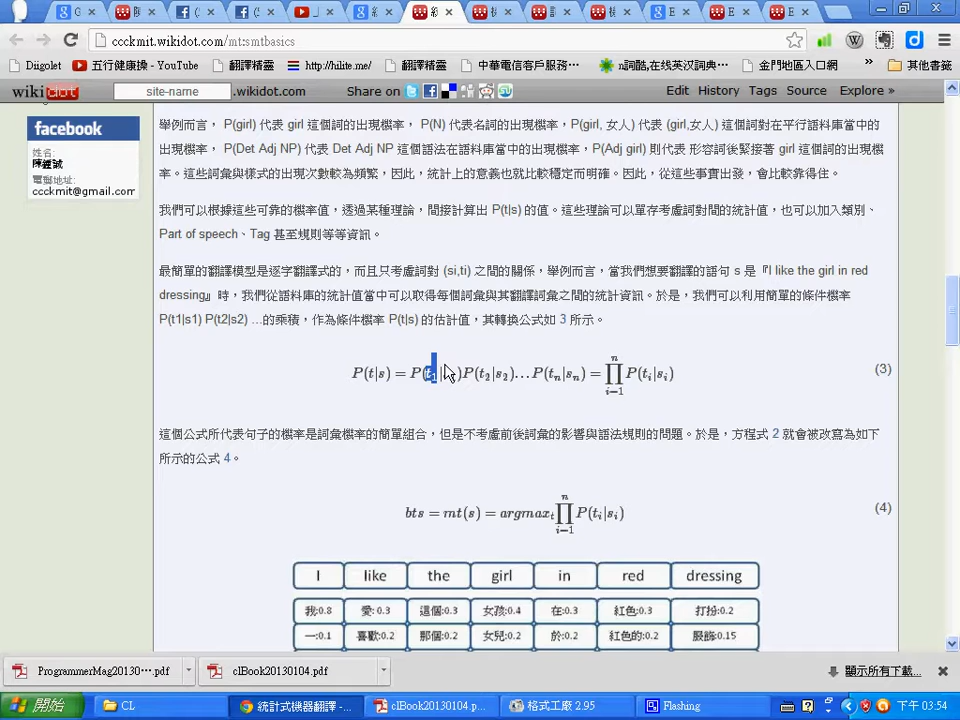 ccckmit.wikidot.com/mt:smtbasics
Diigolet
五行健康操 - YouTube
翻譯精靈
http://hilite.me/
翻譯精靈
中華電信客戶服務…
n詞酷,在线英汉詞典…
金門地區入口網
»
其他書籤
wikidot
site-name
.wikidot.com
Share on
Edit
History
Tags
Source
Explore »
facebook
姓名:
陳鍾誠
電郵地址:
ccckmit@gmail.com
舉例而言， P(girl) 代表 girl 這個詞的出現機率， P(N) 代表名詞的出現機率，P(girl, 女人) 代表 (girl,女人) 這個詞對在平行語料庫當中的
出現機率，P(Det Adj NP) 代表 Det Adj NP 這個語法在語料庫當中的出現機率，P(Adj girl) 則代表 形容詞後緊接著 girl 這個詞的出現機
率。這些詞彙與樣式的出現次數較為頻繁，因此，統計上的意義也就比較穩定而明確。因此，從這些事實出發，會比較靠得住。
我們可以根據這些可靠的機率值，透過某種理論，間接計算出 P(t|s) 的值。這些理論可以單存考慮詞對間的統計值，也可以加入類別、
Part of speech、Tag 甚至規則等等資訊。
最簡單的翻譯模型是逐字翻譯式的，而且只考慮詞對 (si,ti) 之間的關係，舉例而言，當我們想要翻譯的語句 s 是『I like the girl in red
dressing』時，我們從語料庫的統計值當中可以取得每個詞彙與其翻譯詞彙之間的統計資訊。於是，我們可以利用簡單的條件機率
P(t1|s1) P(t2|s2) …的乘積，作為條件機率 P(t|s) 的估計值，其轉換公式如 3 所示。
P(t|s) = P(t₁| )P(t₂|s₂)…P(tₙ|sₙ) = ∏ⁿᵢ₌₁ P(tᵢ|sᵢ) (3)
這個公式所代表句子的機率是詞彙機率的簡單組合，但是不考慮前後詞彙的影響與語法規則的問題。於是，方程式 2 就會被改寫為如下
所示的公式 4。
bts = mt(s) = argmaxₜ ∏ⁿᵢ₌₁ P(tᵢ|sᵢ) (4)
I like the girl in red dressing
我:0.8 愛: 0.3 這個:0.3 女孩:0.4 在:0.3 紅色:0.3 打扮:0.2
一:0.1 喜歡:0.2 那個:0.2 女兒:0.2 於:0.2 紅色的:0.2 服飾:0.15
ProgrammerMag20130….pdf
clBook20130104.pdf
顯示所有下載...
開始
CL
統計式機器翻譯 -...
clBook20130104.p...
格式工廠 2.95
Flashing
下午 03:54